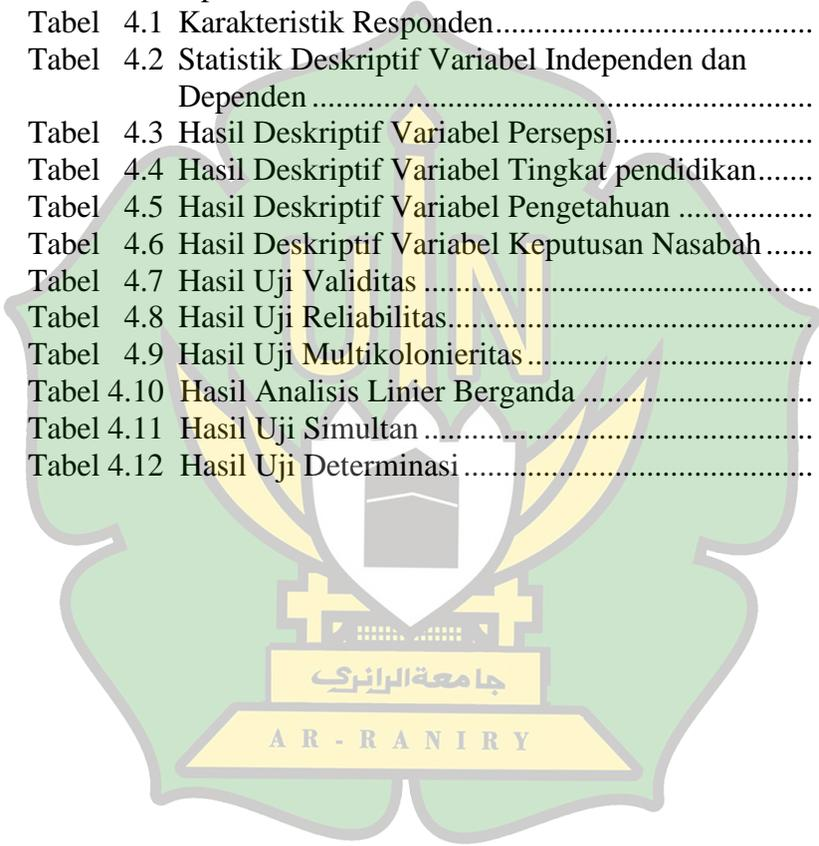 Tabel 4.1 Karakteristik Responden........................................
Tabel 4.2 Statistik Deskriptif Variabel Independen dan
Dependen................................................................
Tabel 4.3 Hasil Deskriptif Variabel Persepsi.........................
Tabel 4.4 Hasil Deskriptif Variabel Tingkat pendidikan.......
Tabel 4.5 Hasil Deskriptif Variabel Pengetahuan .................
Tabel 4.6 Hasil Deskriptif Variabel Keputusan Nasabah......
Tabel 4.7 Hasil Uji Validitas .................................................
Tabel 4.8 Hasil Uji Reliabilitas..............................................
Tabel 4.9 Hasil Uji Multikolonieritas....................................
Tabel 4.10 Hasil Analisis Linier Berganda .............................
Tabel 4.11 Hasil Uji Simultan.................................................
Tabel 4.12 Hasil Uji Determinasi............................................
UIN
جامعة الرانري
AR-RANIRY